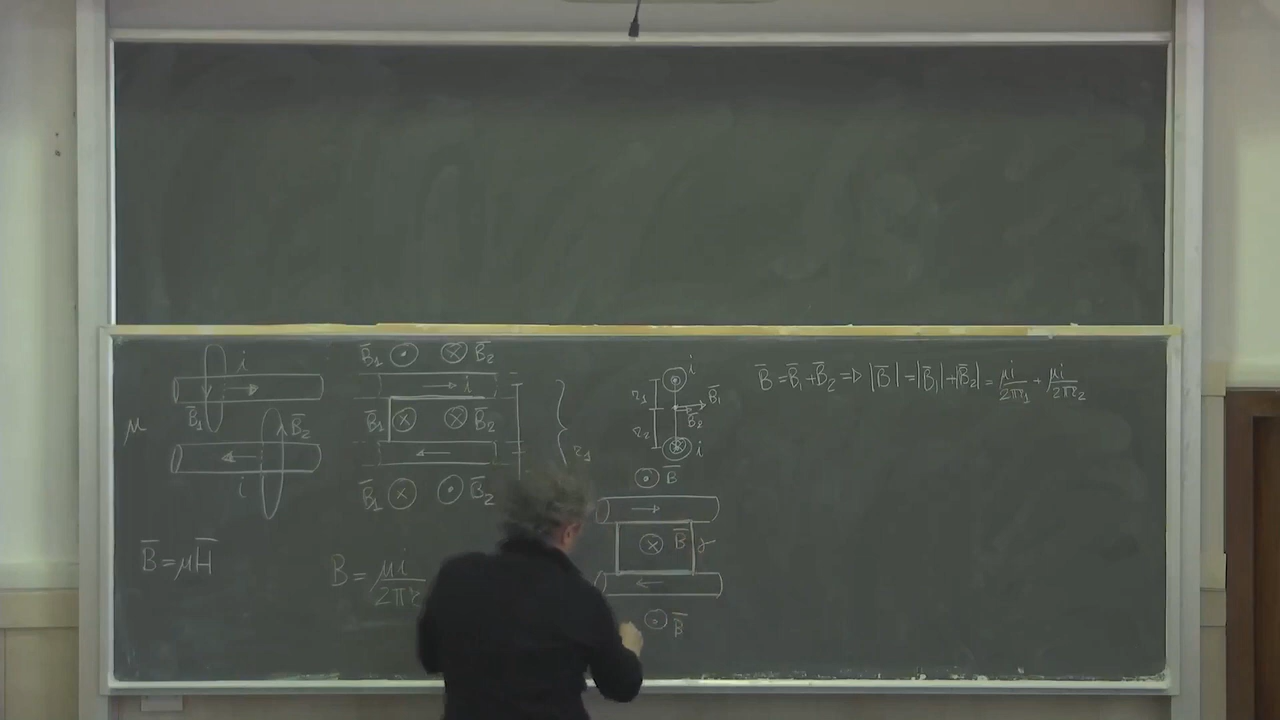 i
B̄₁
B̄₂
i
μ
B̄ = μH̄
B̄₁ ⊙ ⊗ B̄₂
→ i
B̄₁ ⊗ ⊗ B̄₂
←
B̄₁ ⊗ ⊙ B̄₂
B = μi / 2πr
r₁
i
r₁
B̄₁
B̄₂
r₂
i
⊙ B̄
→
⊗ B̄ γ
←
⊙ B̄
B̄ = B̄₁ + B̄₂ ⇒ |B̄| = |B̄₁| + |B̄₂| = μi / 2πr₁ + μi / 2πr₂